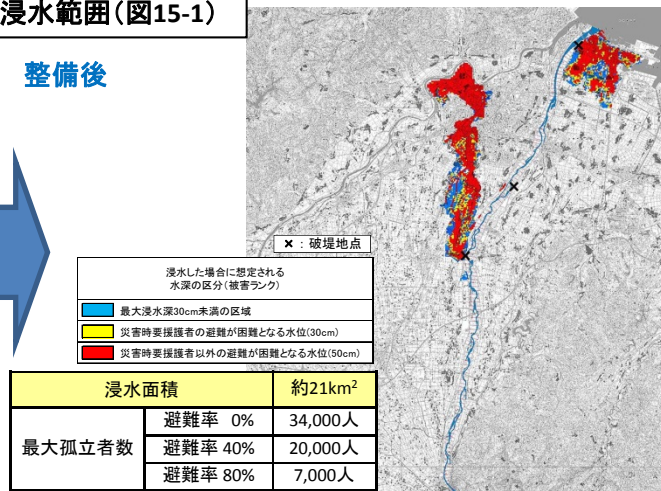 浸水範囲(図15-1)
整備後
×：破堤地点
浸水した場合に想定される
水深の区分(被害ランク)
最大浸水深30cm未満の区域
災害時要援護者の避難が困難となる水位(30cm)
災害時要援護者以外の避難が困難となる水位(50cm)
浸水面積 約21km²
最大孤立者数
避難率 0% 34,000人
避難率 40% 20,000人
避難率 80% 7,000人